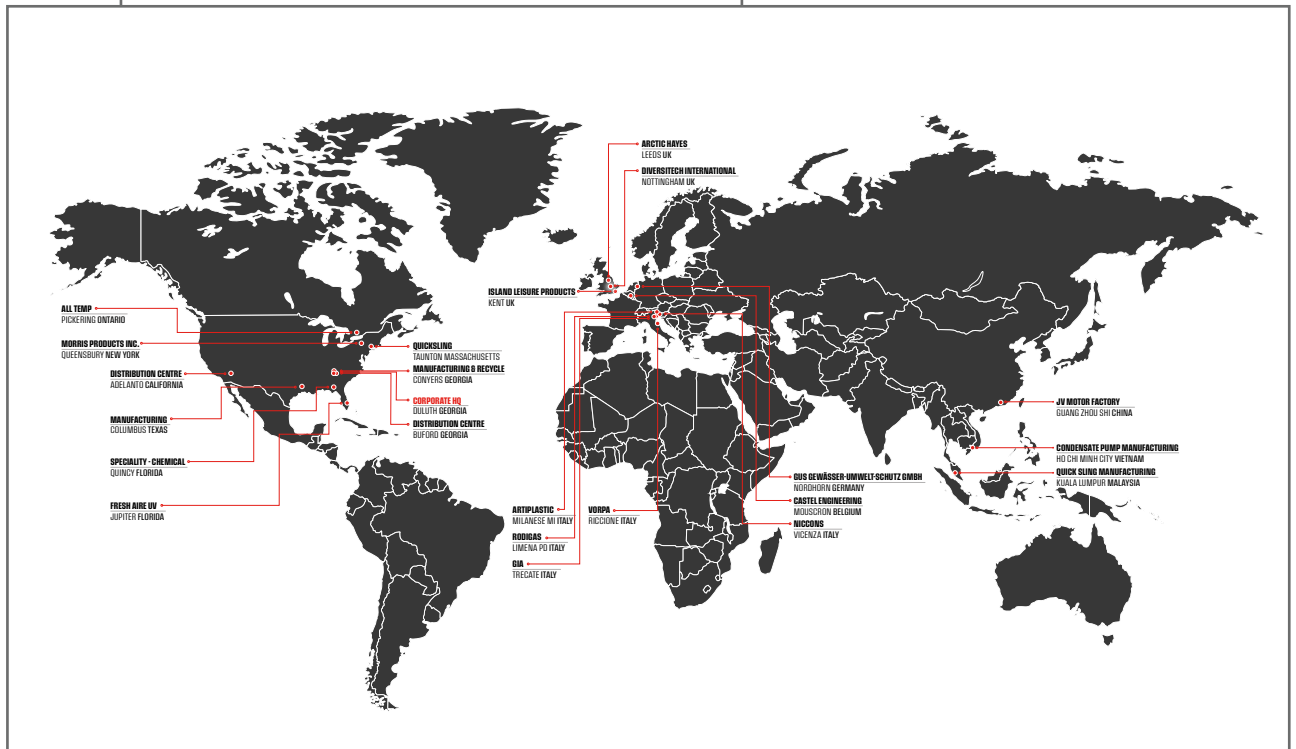 ARCTIC HAYES
LEEDS UK
DIVERSITECH INTERNATIONAL
NOTTINGHAM UK
ISLAND LEISURE PRODUCTS
KENT UK
ALL TEMP
PICKERING ONTARIO
MORRIS PRODUCTS INC.
QUEENSBURY NEW YORK
DISTRIBUTION CENTRE
ADELANTO CALIFORNIA
MANUFACTURING
COLUMBUS TEXAS
SPECIALITY - CHEMICAL
QUINCY FLORIDA
FRESH AIRE UV
JUPITER FLORIDA
QUICKSLING
TAUNTON MASSACHUSETTS
MANUFACTURING & RECYCLE
CONYERS GEORGIA
CORPORATE HQ
DULUTH GEORGIA
DISTRIBUTION CENTRE
BUFORD GEORGIA
ARTIPLASTIC
MILANESE MI ITALY
RODIGAS
LIMENA PD ITALY
GIA
TRECATE ITALY
VORPA
RICCIONE ITALY
GUS GEWÄSSER-UMWELT-SCHUTZ GMBH
NORDHORN GERMANY
CASTEL ENGINEERING
MOUSCRON BELGIUM
NICCONS
VICENZA ITALY
JV MOTOR FACTORY
GUANG ZHOU SHI CHINA
CONDENSATE PUMP MANUFACTURING
HO CHI MINH CITY VIETNAM
QUICK SLING MANUFACTURING
KUALA LUMPUR MALAYSIA